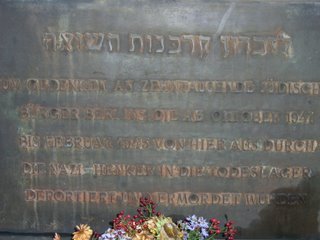 לזכרון קרבנות השואה
ZUM GEDENKEN AN ZEHNTAUSENDE JÜDISCH
BÜRGER BERLINS DIE AB OKTOBER 1941
BIS FEBRUAR 1945 VON HIER AUS DURCH
DIE NAZI-HENKER IN DIE TODESLAGER
DEPORTIERT UND ERMORDET WURDEN